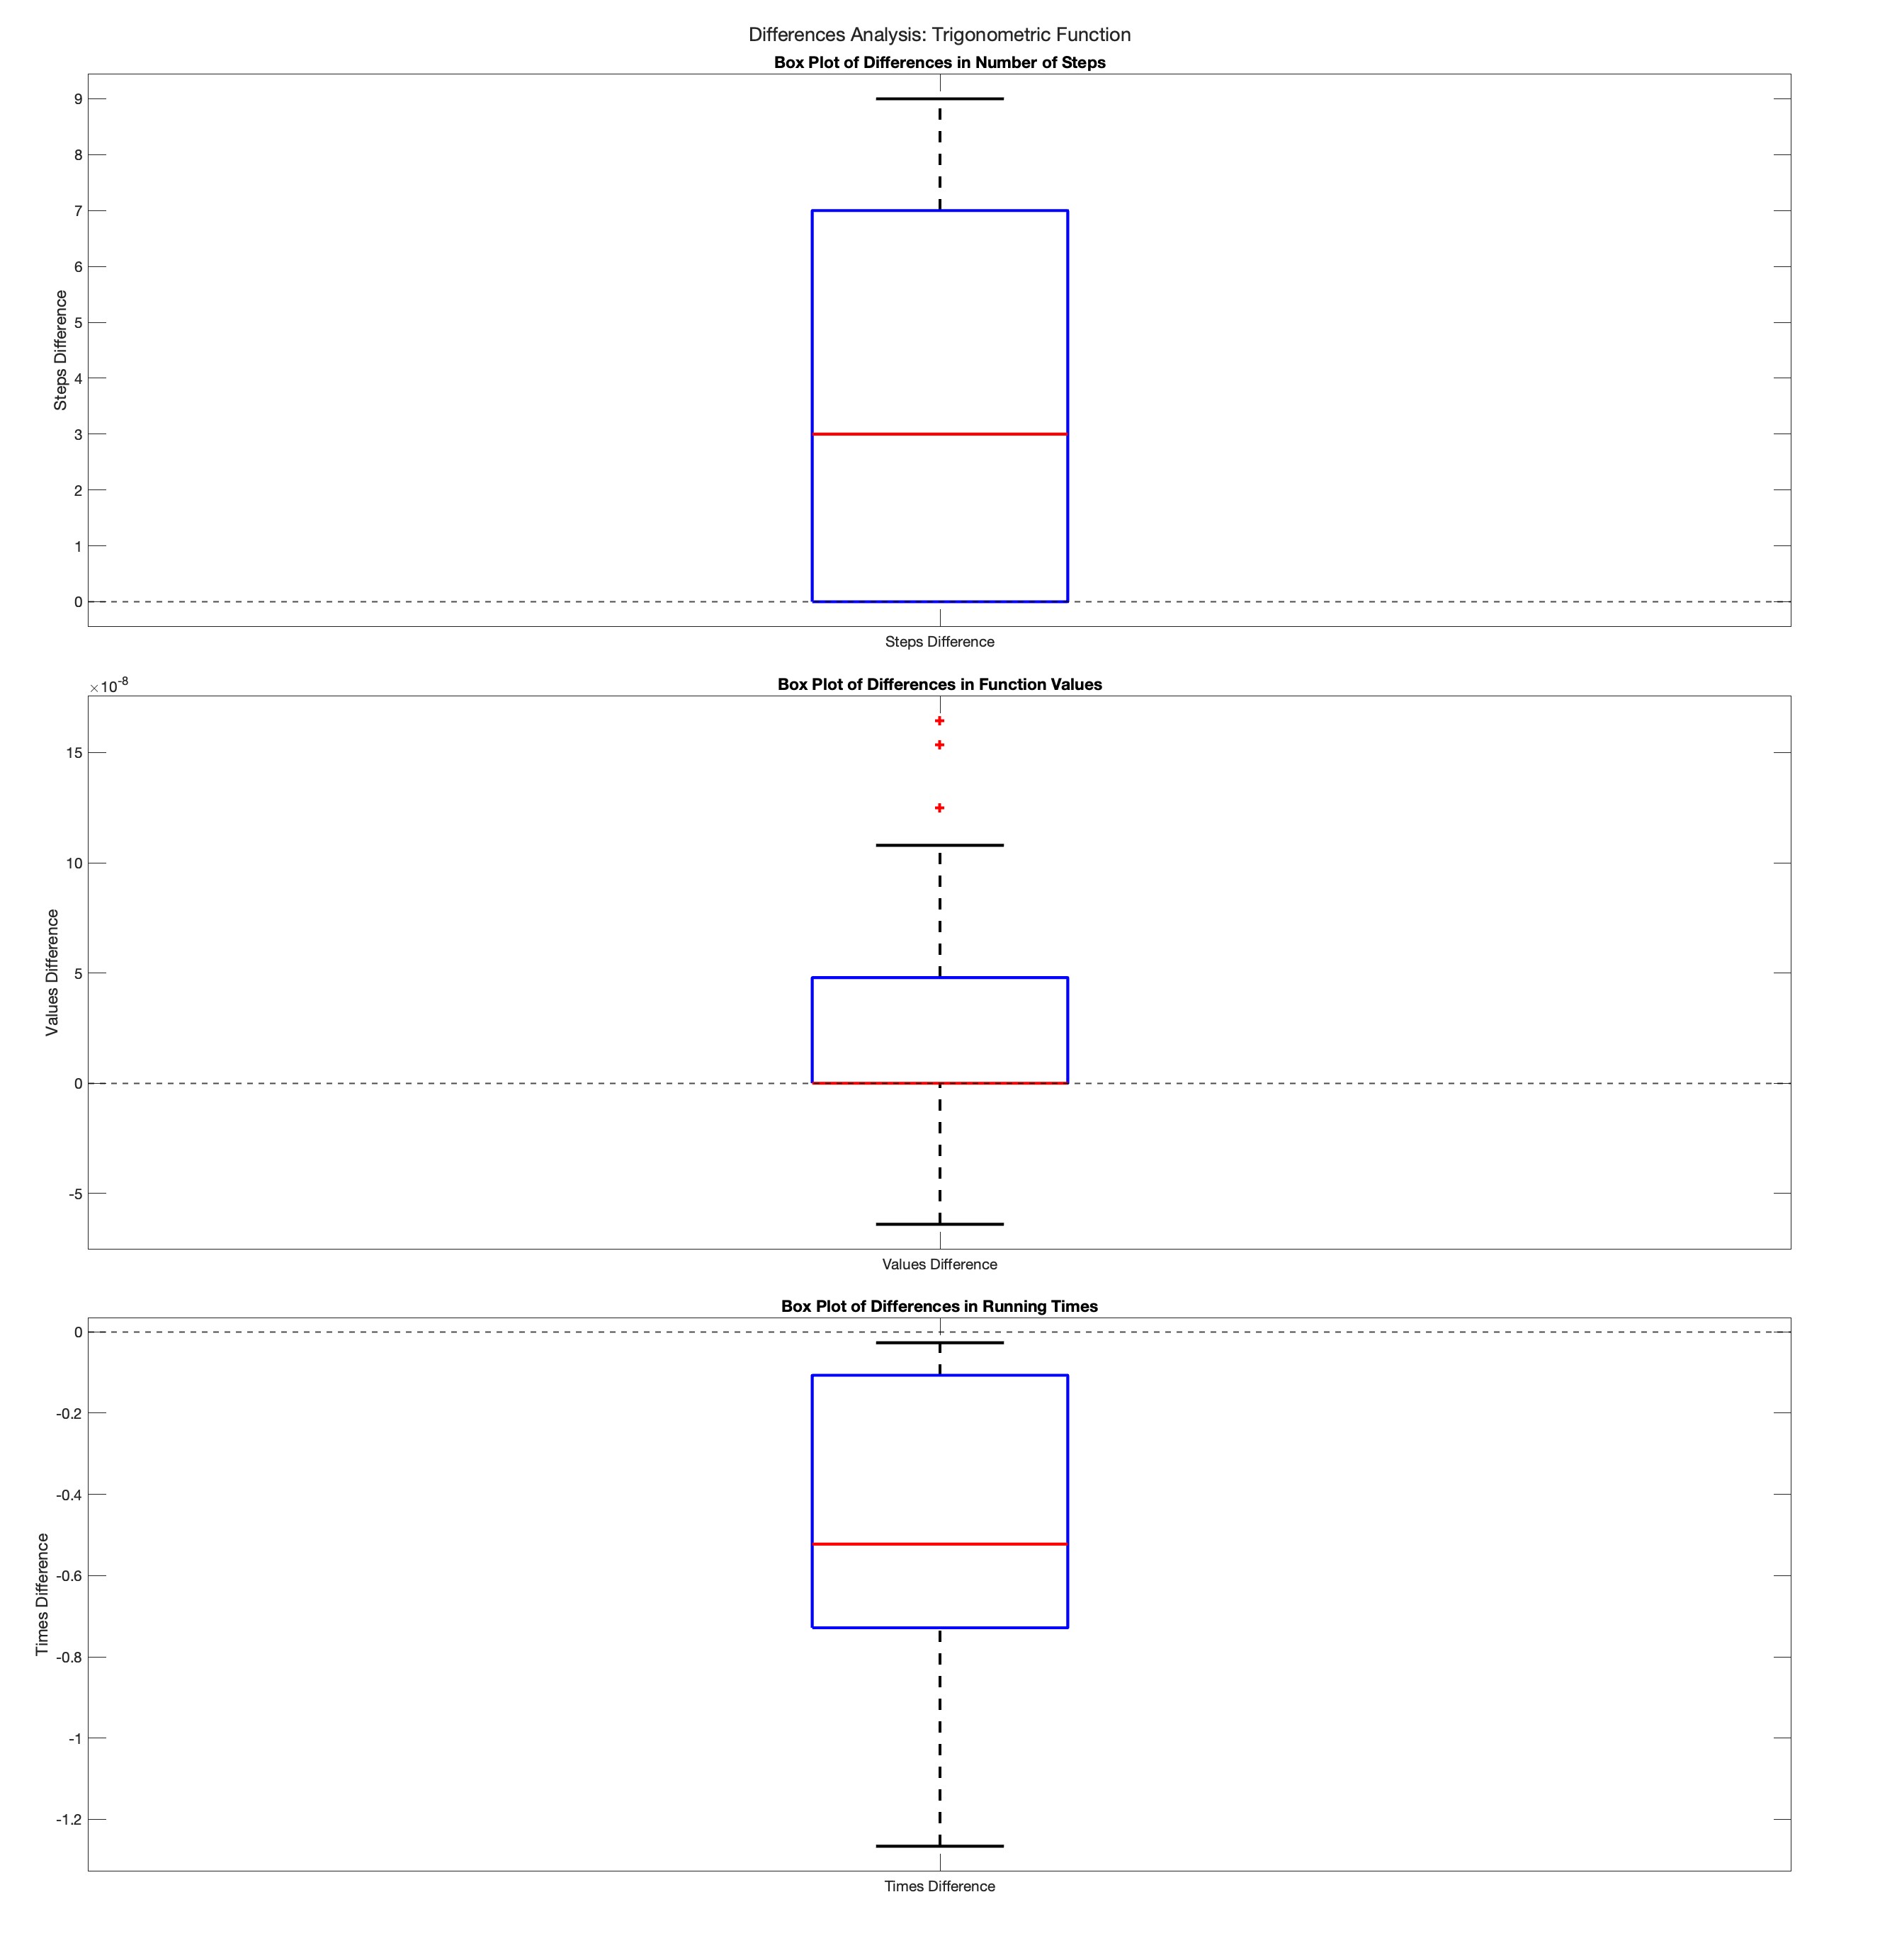 Differences Analysis: Trigonometric Function
Box Plot of Differences in Number of Steps
9
8
7
6
5
4
3
2
1
0
Steps Difference
Steps Difference
×10⁻⁸
Box Plot of Differences in Function Values
15
10
5
0
-5
Values Difference
Values Difference
Box Plot of Differences in Running Times
0
-0.2
-0.4
-0.6
-0.8
-1
-1.2
Times Difference
Times Difference